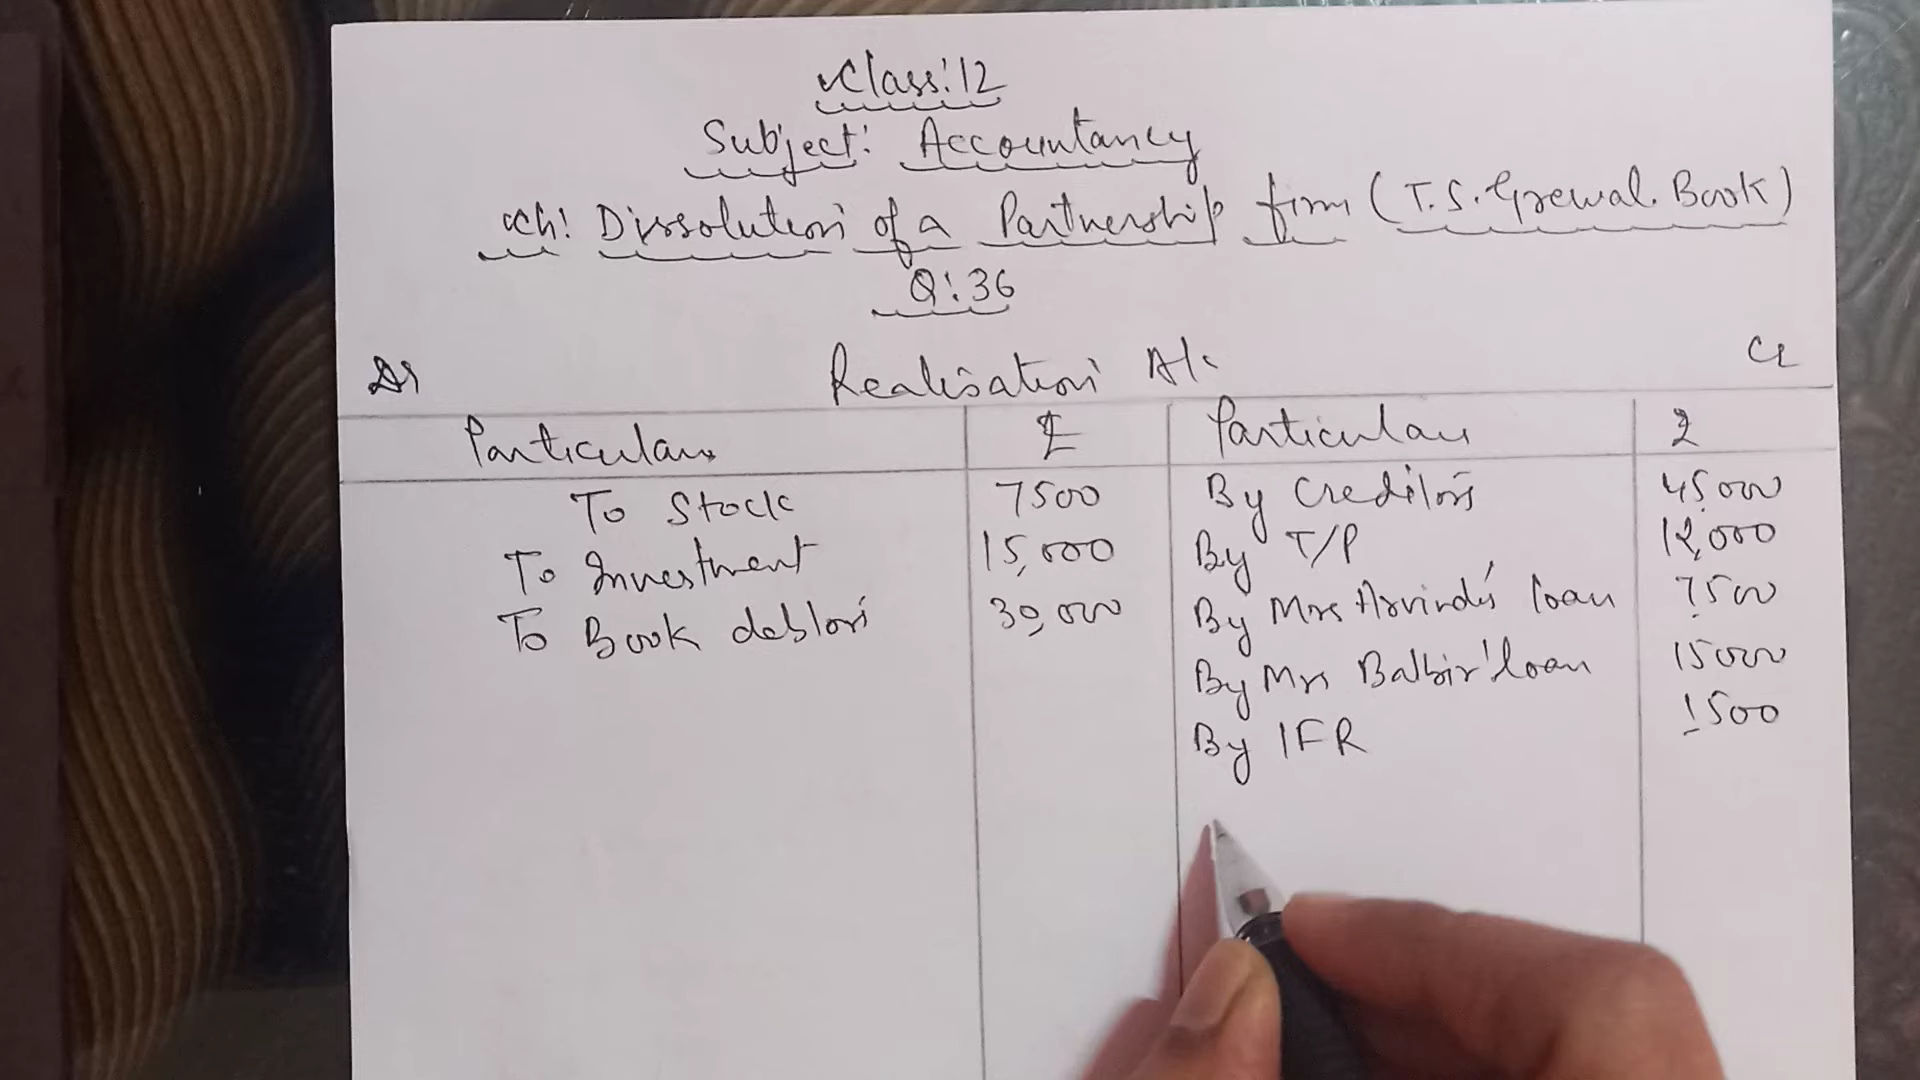 Class: 12
Subject: Accountancy
Ch: Dissolution of a Partnership firm (T.S. Grewal. Book)
Q: 36
Dr Realisation A/c Cr
Particulars ₹ Particulars ₹
To Stock 7500 By Creditors 45,000
To Investment 15,000 By T/P 12,000
To Book debtors 30,000 By Mrs Arvind's loan 7500
By Mrs Balbir' loan 15000
By IFR 1500